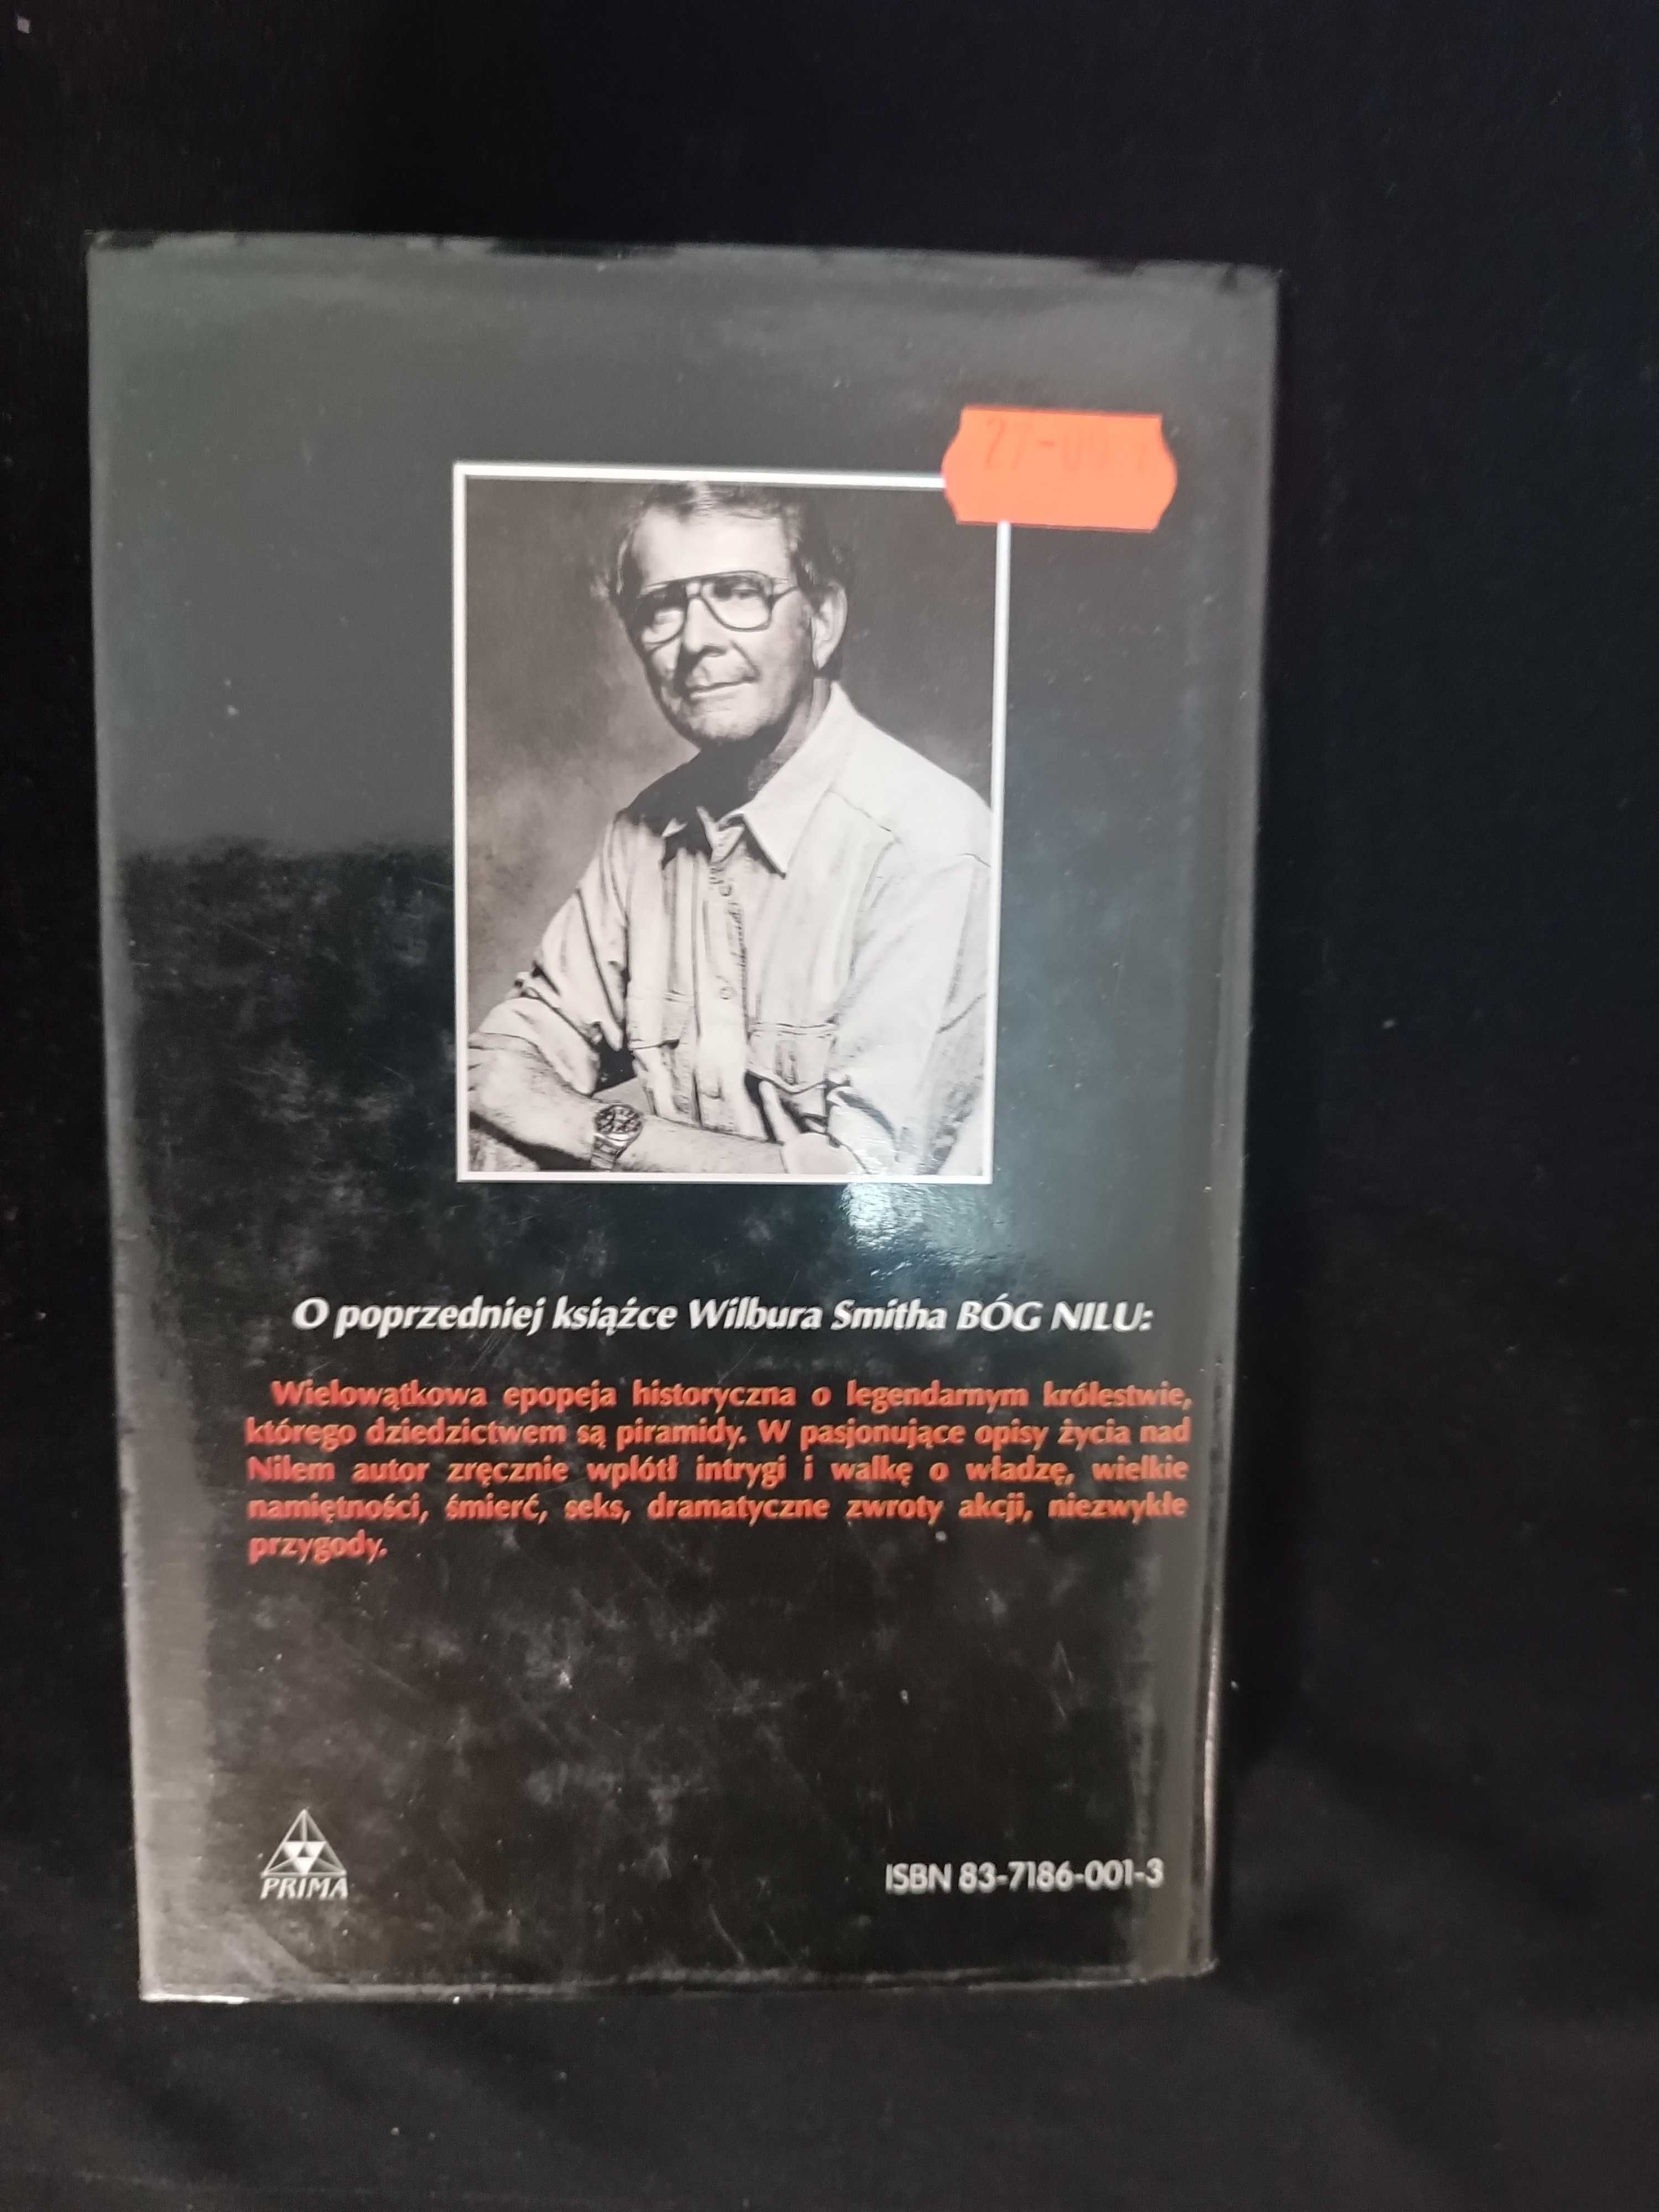 O poprzedniej książce Wilbura Smitha BÓG NILU:
Wielowątkowa epopeja historyczna o legendarnym królestwie,
którego dziedzictwem są piramidy. W pasjonujące opisy życia nad
Nilem autor zręcznie wplótł intrygi i walkę o władzę, wielkie
namiętności, śmierć, seks, dramatyczne zwroty akcji, niezwykłe
przygody.
PRIMA
ISBN 83-7186-001-3